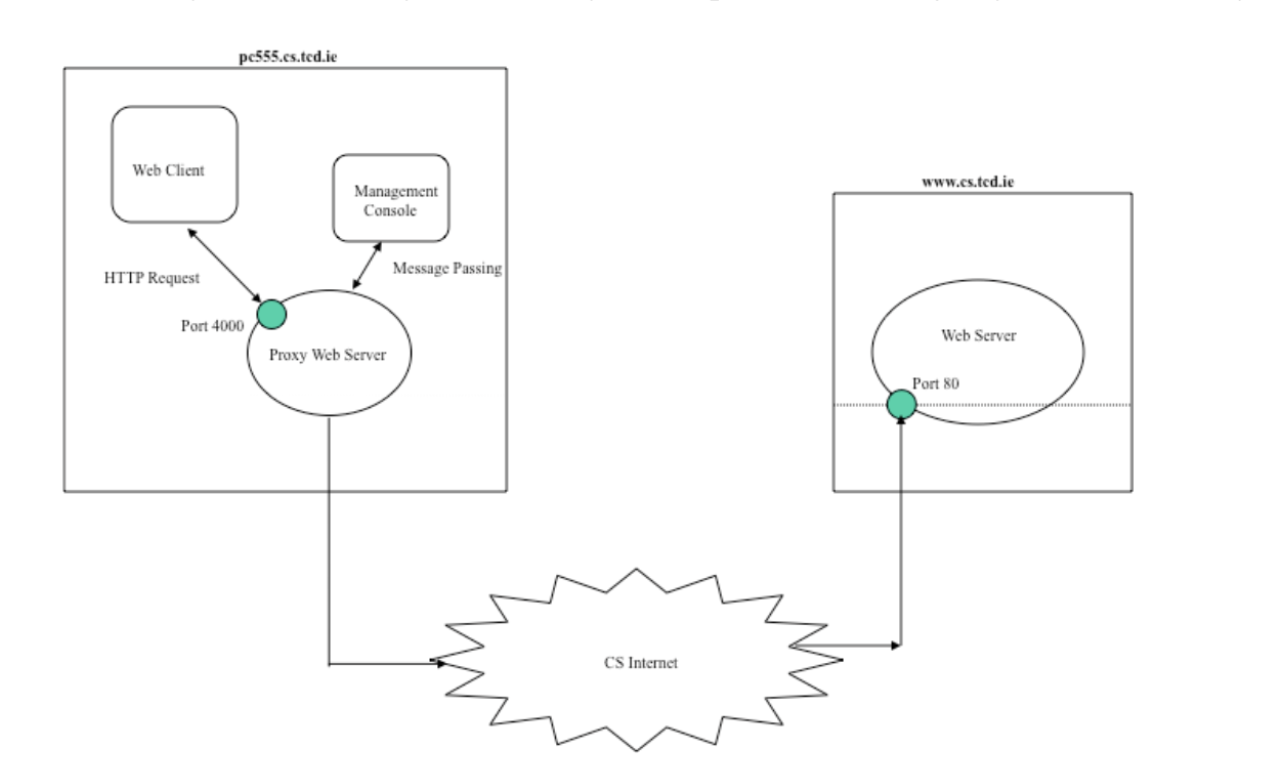 pc555.cs.tcd.ie
Web Client
Management
Console
HTTP Request
Message Passing
Port 4000
Proxy Web Server
www.cs.tcd.ie
Web Server
Port 80
CS Internet